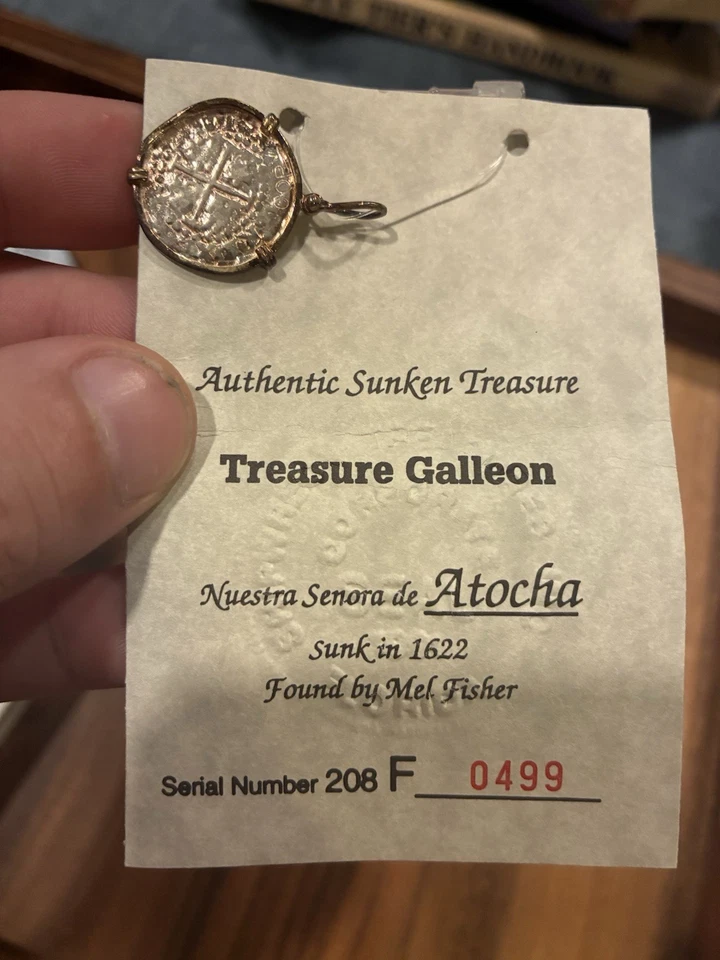 HANDBOOK
Authentic Sunken Treasure
Treasure Galleon
Nuestra Senora de Atocha
Sunk in 1622
Found by Mel Fisher
Serial Number 208 F 0499